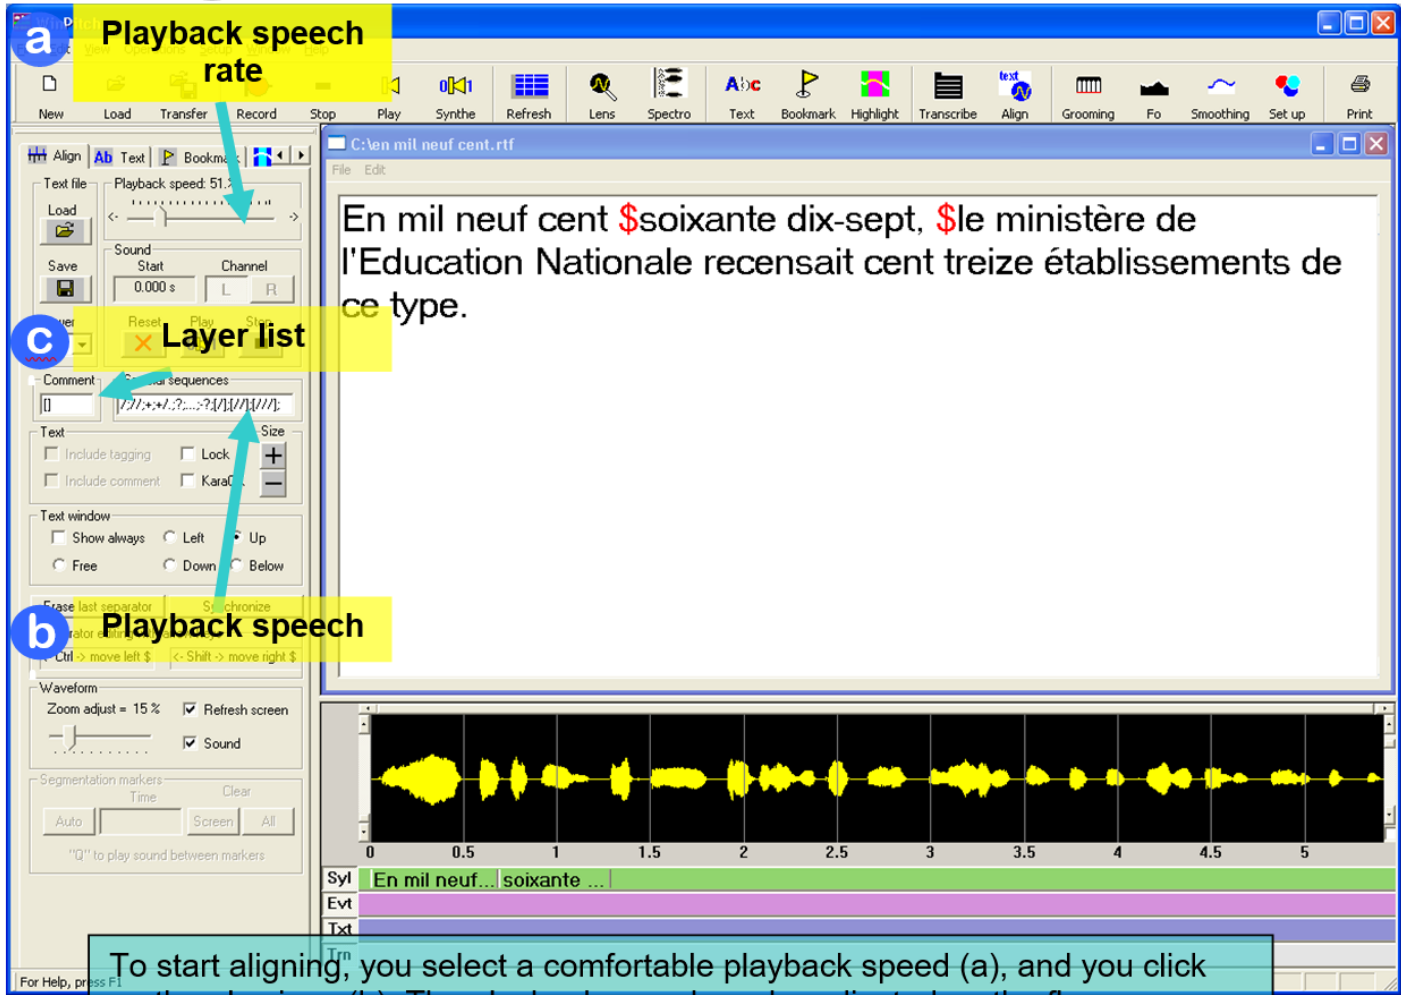 a
Playback speech
rate
New Load Transfer Record Stop Play Synthe Refresh Lens Spectro Text Bookmark Highlight Transcribe Align Grooming Fo Smoothing Set up Print
text
Align Ab Text Bookmark
C:\en mil neuf cent.rtf
File Edit
Text file
Playback speed: 51
Load
Sound
Save
Start Channel
0.000 s L R
Reset Play Stop
c
Layer list
En mil neuf cent $soixante dix-sept, $le ministère de
l'Education Nationale recensait cent treize établissements de
ce type.
Comment
sequences
[]
/;//;+;+/.;?;...;-?;[/];[//];[///];
Text
Size
Include tagging Lock
Include comment
Text window
Show always Left Up
Free Down Below
Erase last separator Synchronize
b
Playback speech
Ctrl -> move left $ <- Shift -> move right $
Waveform
Zoom adjust = 15 % Refresh screen
Sound
Segmentation markers
Time Clear
Auto Screen All
"Q" to play sound between markers
0 0.5 1 1.5 2 2.5 3 3.5 4 4.5 5
Syl En mil neuf... soixante ...
Evt
Txt
Trn
To start aligning, you select a comfortable playback speed (a), and you click
For Help, press F1